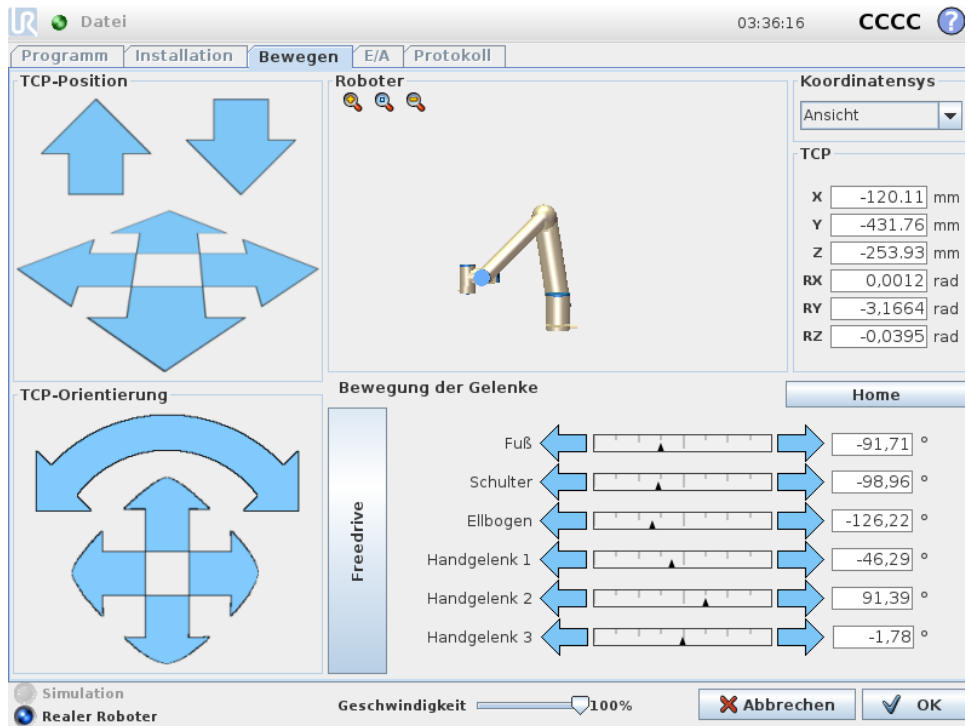 UR Datei 03:36:16 CCCC ?
Programm Installation Bewegen E/A Protokoll
TCP-Position
Roboter
Koordinatensys
Ansicht
TCP
X -120.11 mm
Y -431.76 mm
Z -253.93 mm
RX 0,0012 rad
RY -3,1664 rad
RZ -0,0395 rad
TCP-Orientierung
Bewegung der Gelenke
Home
Freedrive
Fuß -91,71 °
Schulter -98,96 °
Ellbogen -126,22 °
Handgelenk 1 -46,29 °
Handgelenk 2 91,39 °
Handgelenk 3 -1,78 °
Simulation
Realer Roboter
Geschwindigkeit 100%
Abbrechen
OK